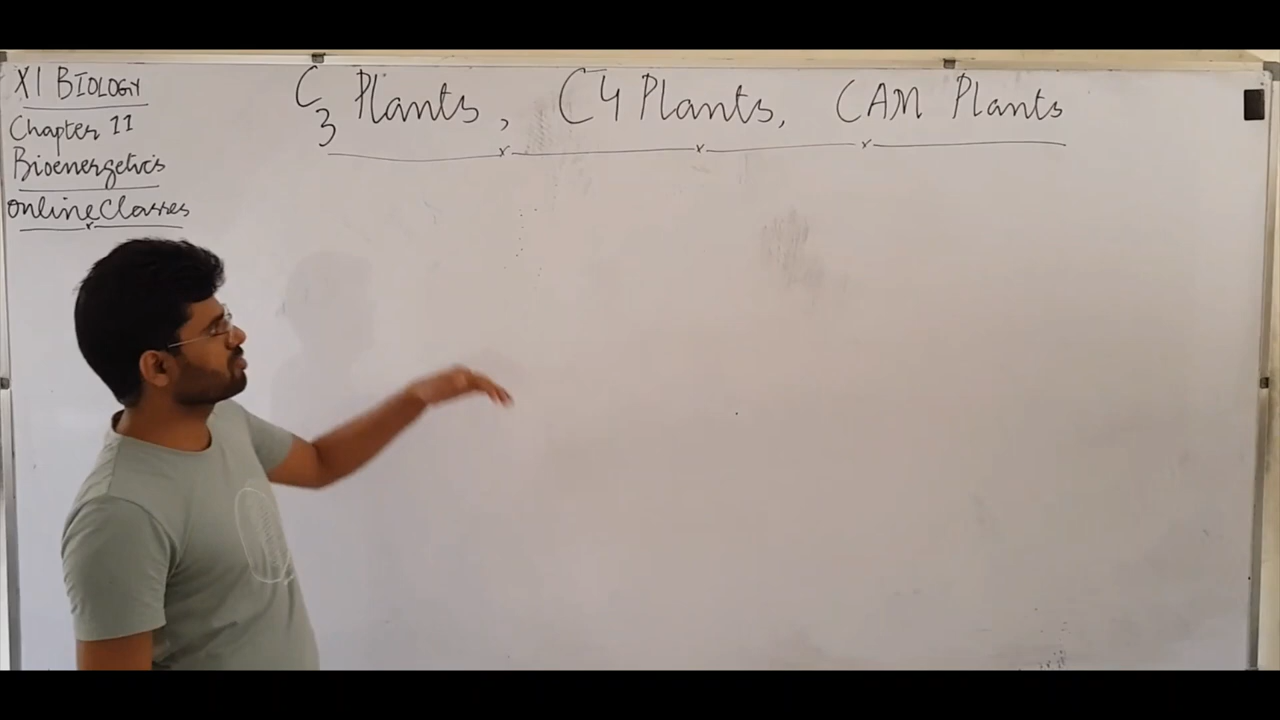 XI BIOLOGY
Chapter 11
Bioenergetics
Online Classes
C3 Plants, C4 Plants, CAM Plants